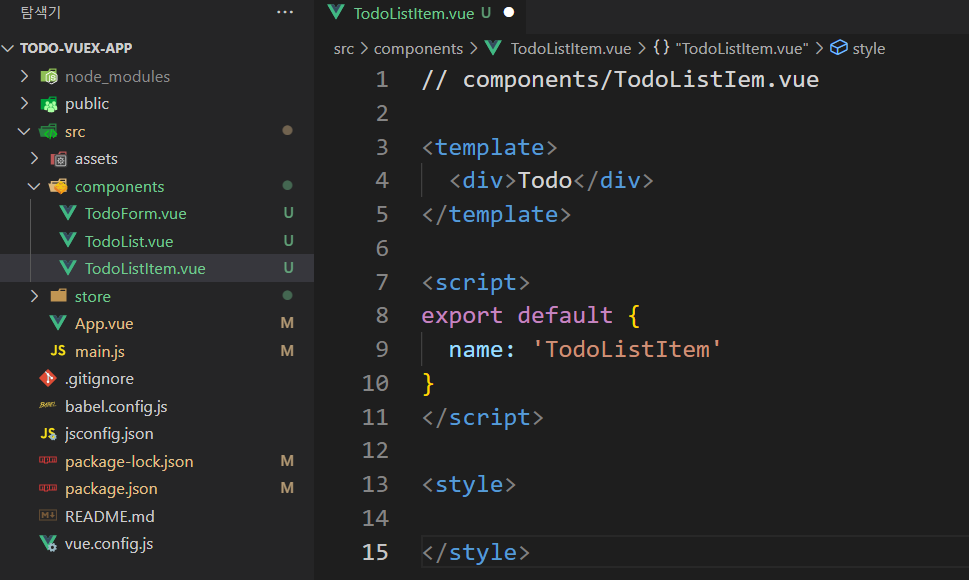 탐색기 ···
TODO-VUEX-APP
node_modules
public
src
assets
components
TodoForm.vue U
TodoList.vue U
TodoListItem.vue U
store
App.vue M
JS main.js M
.gitignore
BABEL babel.config.js
JS jsconfig.json
package-lock.json M
package.json M
README.md
vue.config.js
TodoListItem.vue U
src > components > TodoListItem.vue > {} "TodoListItem.vue" > style
1 // components/TodoListIem.vue
2
3 <template>
4 <div>Todo</div>
5 </template>
6
7 <script>
8 export default {
9 name: 'TodoListItem'
10 }
11 </script>
12
13 <style>
14
15 </style>